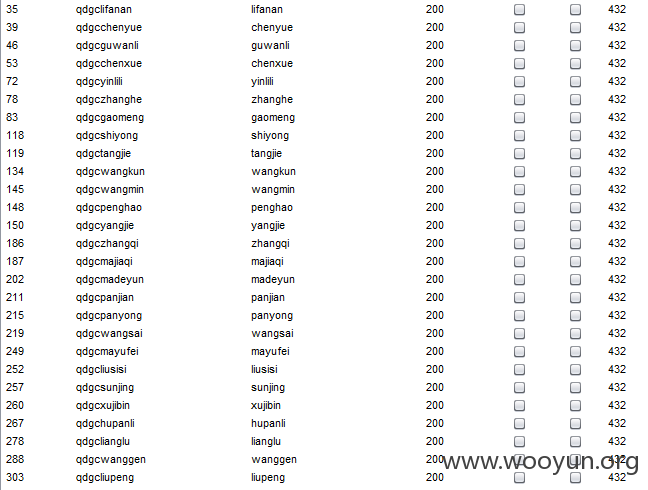 35 qdgclifanan lifanan 200 432
39 qdgcchenyue chenyue 200 432
46 qdgcguwanli guwanli 200 432
53 qdgcchenxue chenxue 200 432
72 qdgcyinlili yinlili 200 432
78 qdgczhanghe zhanghe 200 432
83 qdgcgaomeng gaomeng 200 432
118 qdgcshiyong shiyong 200 432
119 qdgctangjie tangjie 200 432
134 qdgcwangkun wangkun 200 432
145 qdgcwangmin wangmin 200 432
148 qdgcpenghao penghao 200 432
150 qdgcyangjie yangjie 200 432
186 qdgczhangqi zhangqi 200 432
187 qdgcmajiaqi majiaqi 200 432
202 qdgcmadeyun madeyun 200 432
211 qdgcpanjian panjian 200 432
215 qdgcpanyong panyong 200 432
219 qdgcwangsai wangsai 200 432
249 qdgcmayufei mayufei 200 432
252 qdgcliusisi liusisi 200 432
257 qdgcsunjing sunjing 200 432
260 qdgcxujibin xujibin 200 432
267 qdgchupanli hupanli 200 432
278 qdgclianglu lianglu 200 432
288 qdgcwanggen wanggen 200 432
www.wooyun.org
303 qdgcliupeng liupeng 200 432